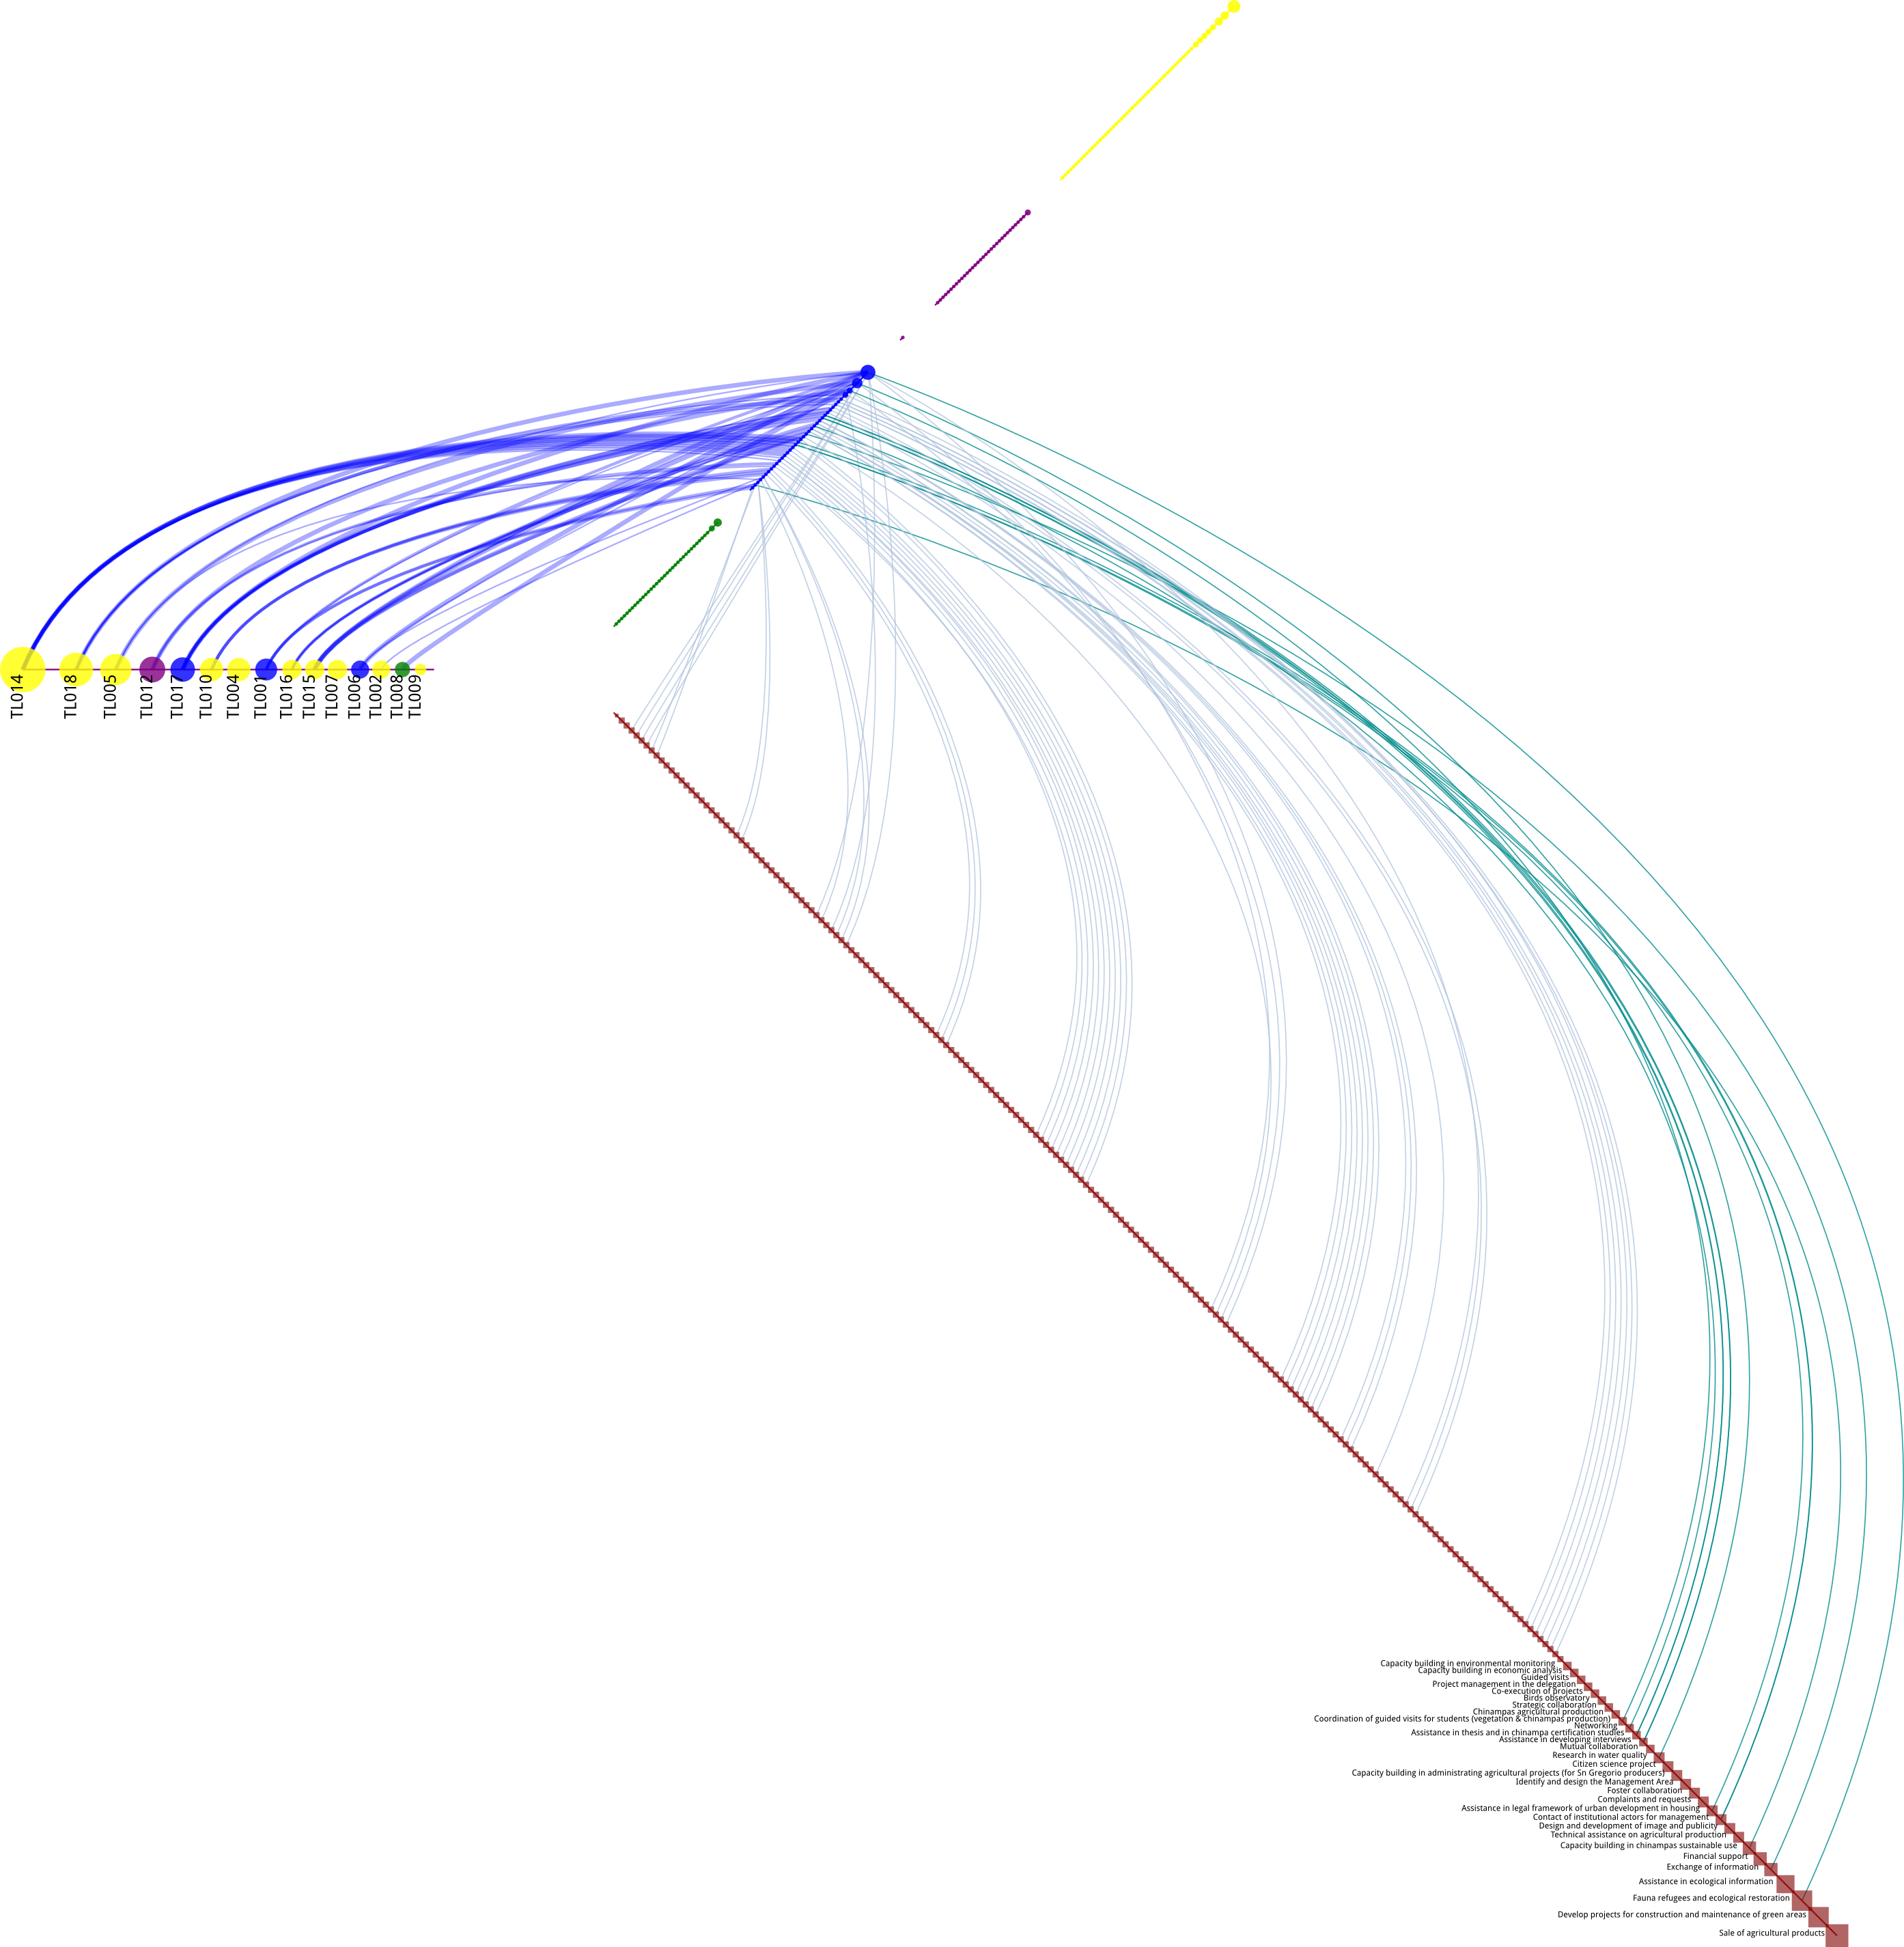 TL014
TL018
TL005
TL012
TL017
TL010
TL004
TL001
TL016
TL015
TL007
TL006
TL002
TL008
TL009
Capacity building in environmental monitoring
Capacity building in economic analysis
Guided visits
Project management in the delegation
Co-execution of projects
Birds observatory
Strategic collaboration
Chinampas agricultural production
Coordination of guided visits for students (vegetation & chinampas production)
Networking
Assistance in thesis and in chinampa certification studies
Assistance in developing interviews
Mutual collaboration
Research in water quality
Citizen science project
Capacity building in administrating agricultural projects (for Sn Gregorio producers)
Identify and design the Management Area
Foster collaboration
Complaints and requests
Assistance in legal framework of urban development in housing
Contact of institutional actors for management
Design and development of image and publicity
Technical assistance on agricultural production
Capacity building in chinampas sustainable use
Financial support
Exchange of information
Assistance in ecological information
Fauna refugees and ecological restoration
Develop projects for construction and maintenance of green areas
Sale of agricultural products